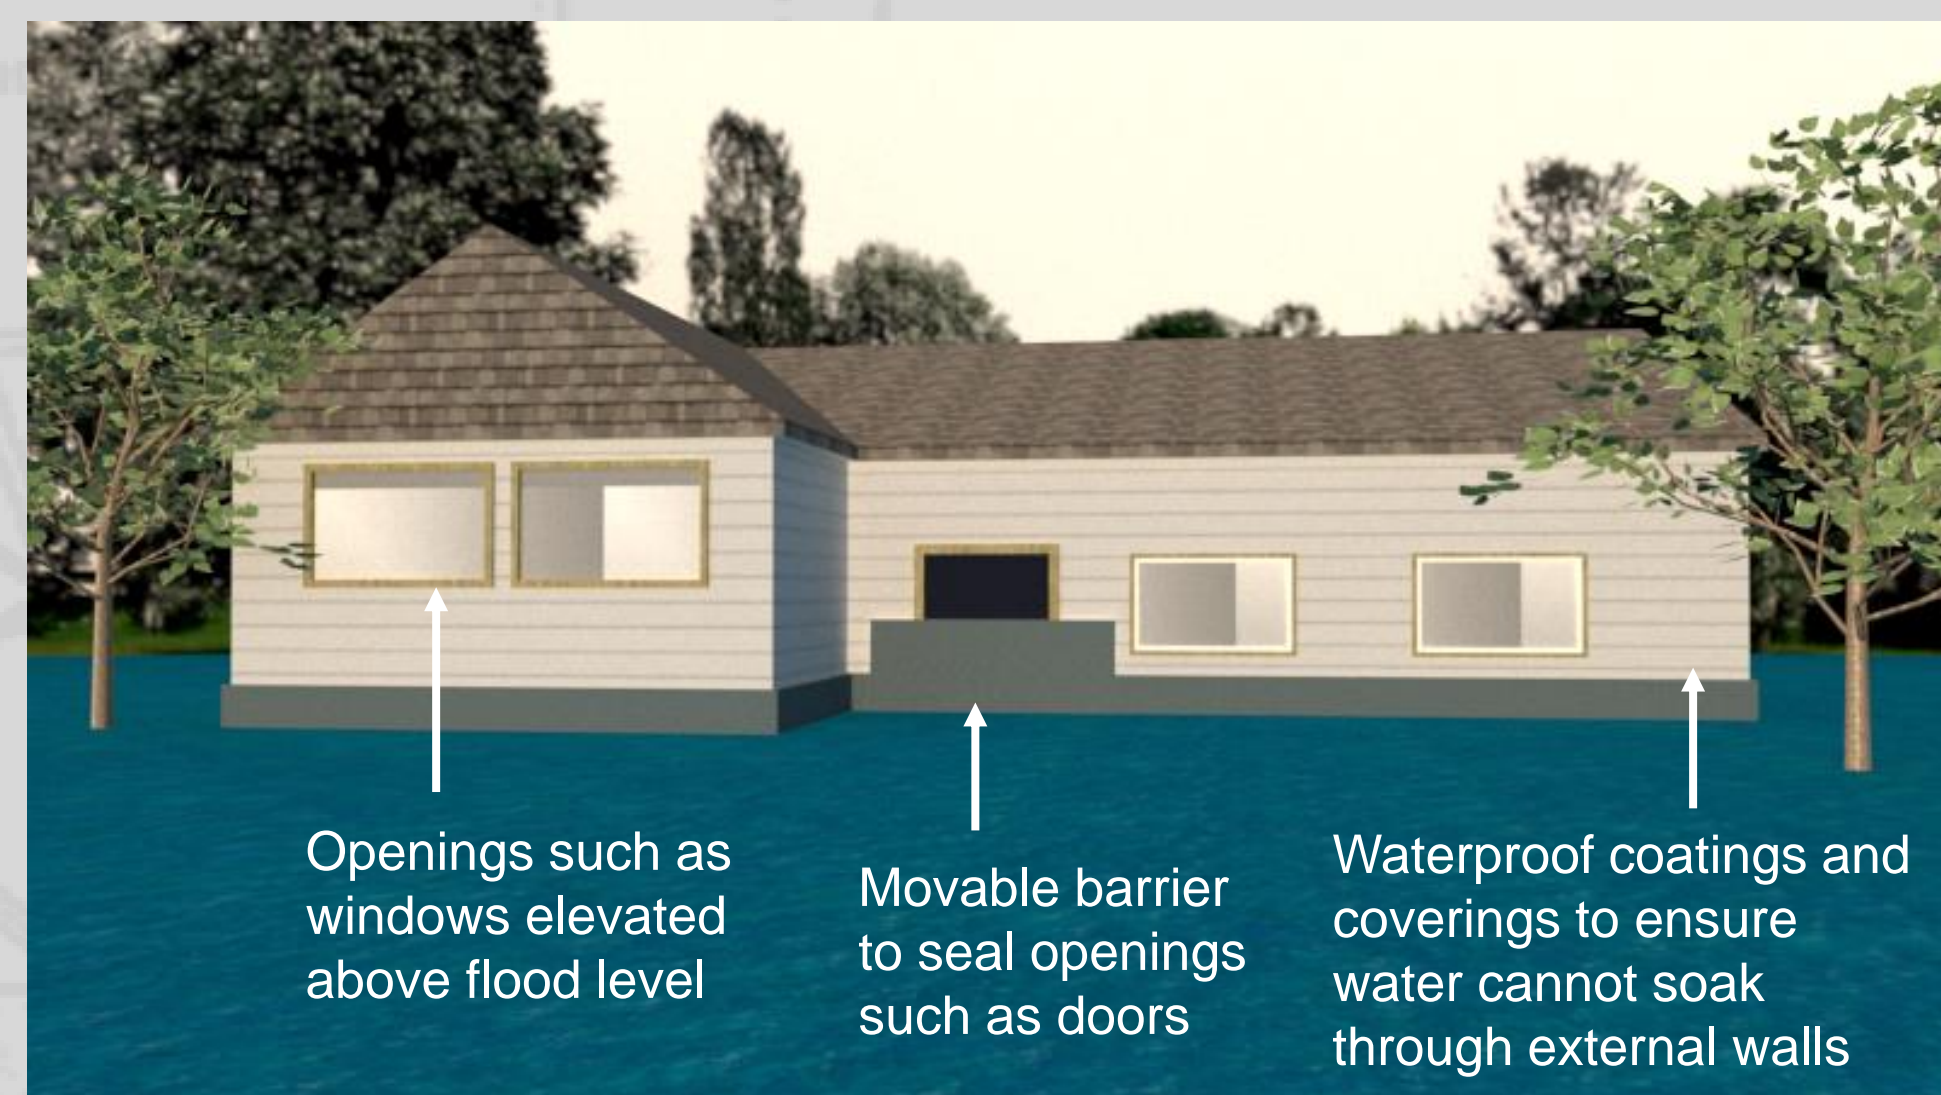 Openings such as
windows elevated
above flood level
Movable barrier
to seal openings
such as doors
Waterproof coatings and
coverings to ensure
water cannot soak
through external walls